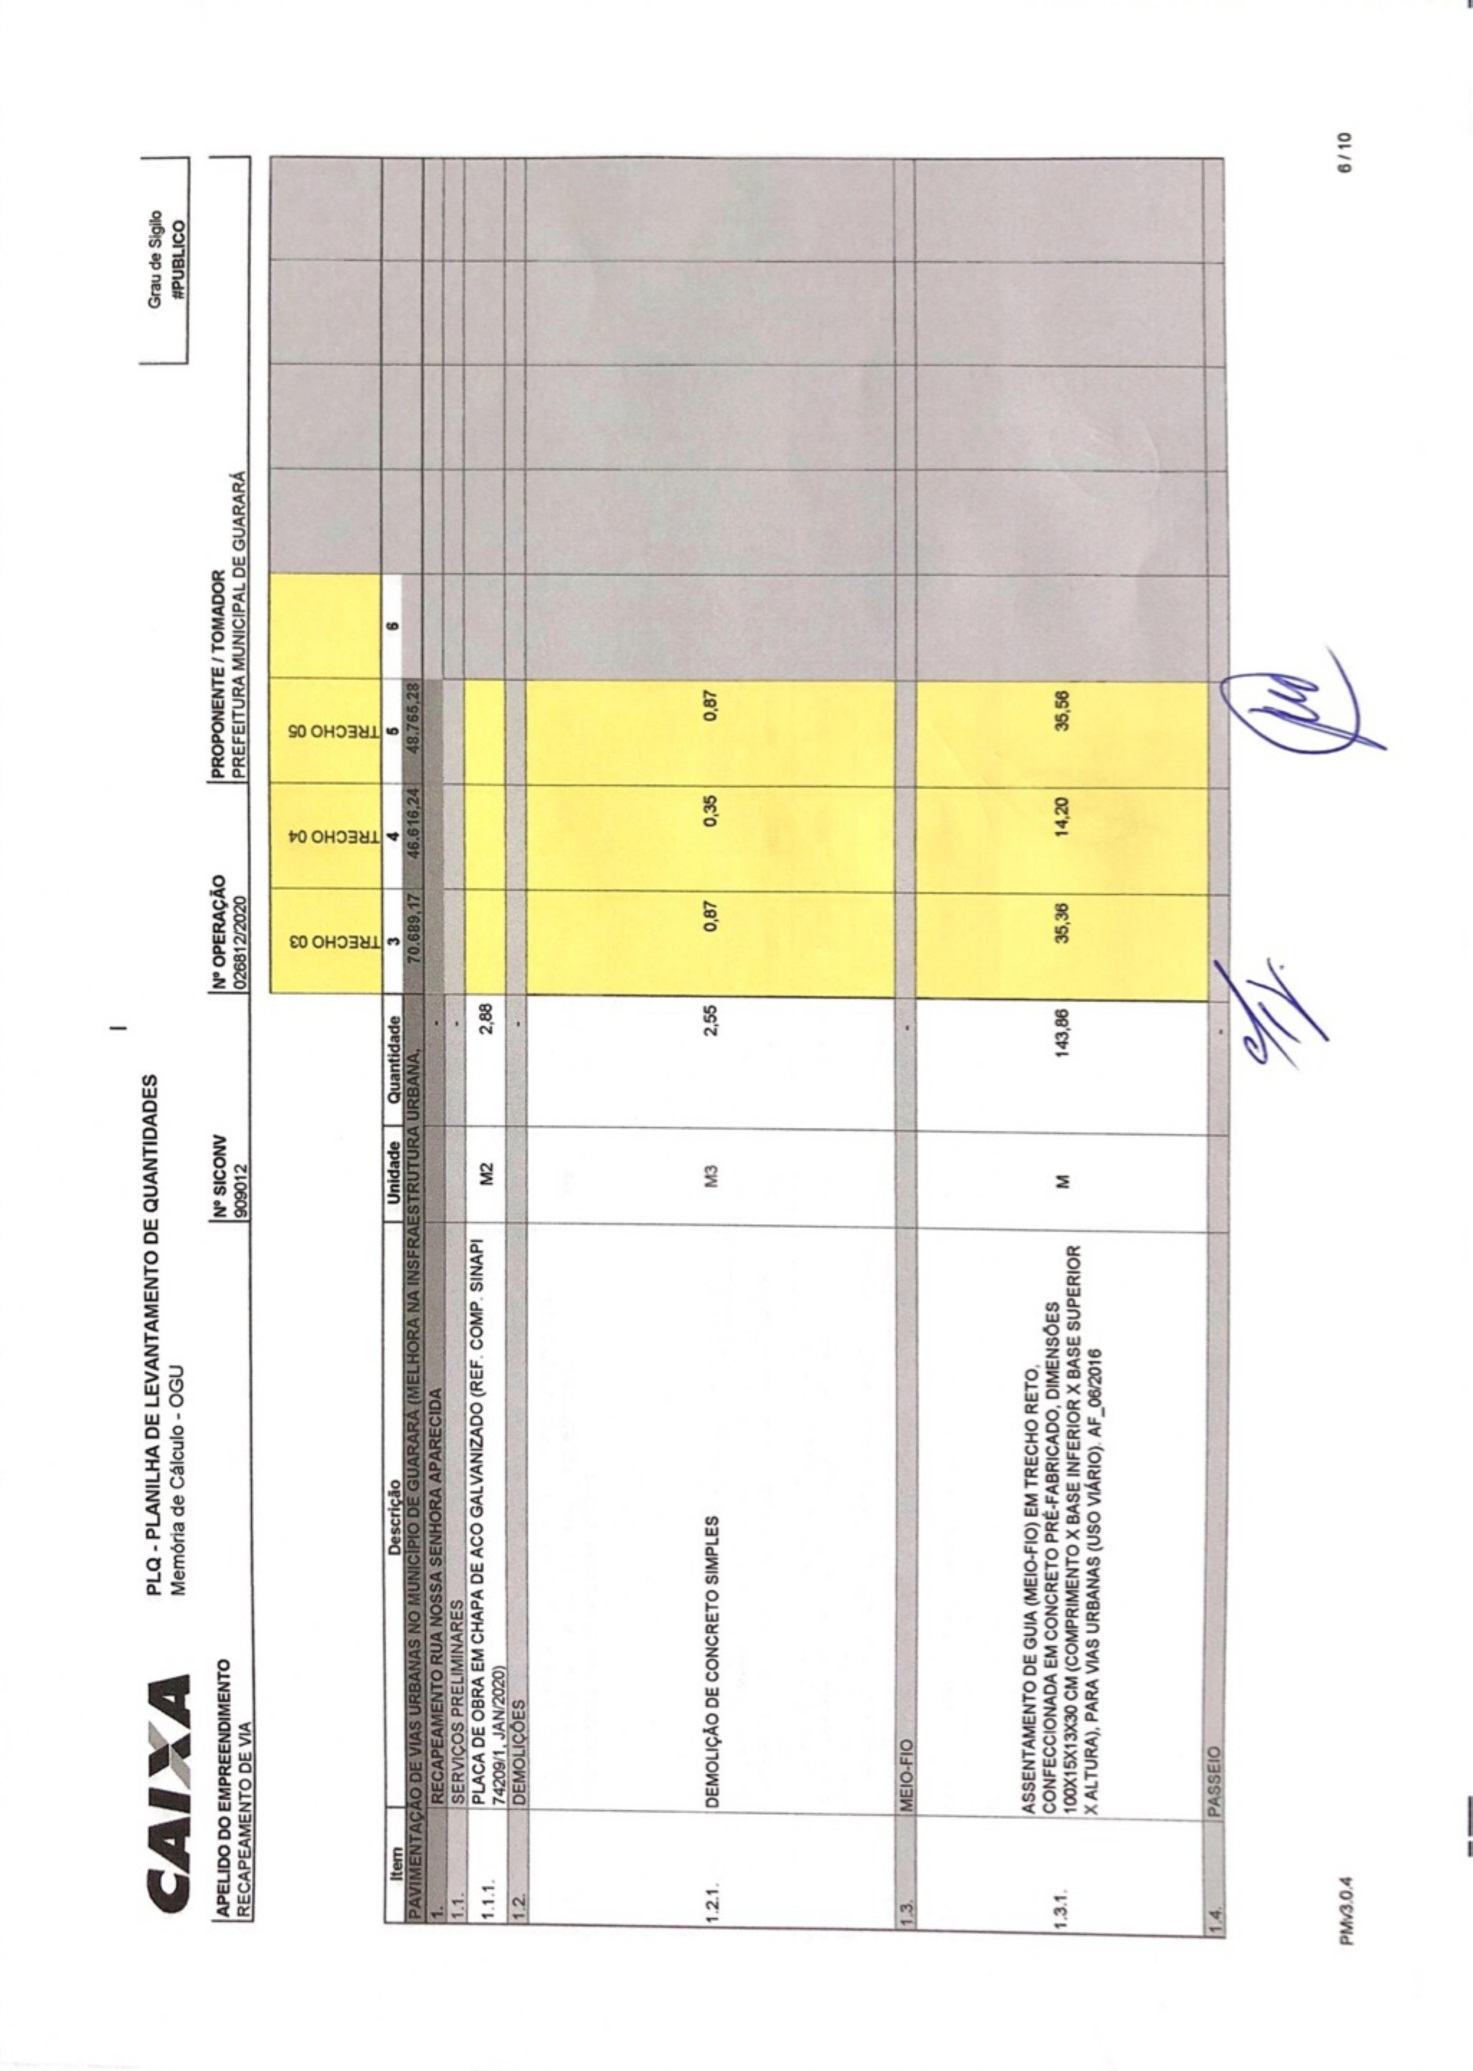 CAIXA
PLQ - PLANILHA DE LEVANTAMENTO DE QUANTIDADES
Memória de Cálculo - OGU
Grau de Sigilo
#PUBLICO
APELIDO DO EMPREENDIMENTO
RECAPEAMENTO DE VIA
Nº SICONV
909012
Nº OPERAÇÃO
026812/2020
PROPONENTE / TOMADOR
PREFEITURA MUNICIPAL DE GUARARÁ
TRECHO 03 TRECHO 04 TRECHO 05
Item Descrição Unidade Quantidade 3 4 5 6
PAVIMENTAÇÃO DE VIAS URBANAS NO MUNICÍPIO DE GUARARÁ (MELHORA NA INSFRAESTRUTURA URBANA, 70.689,17 46.616,24 48.765,28
1. RECAPEAMENTO RUA NOSSA SENHORA APARECIDA -
1.1. SERVIÇOS PRELIMINARES -
1.1.1. PLACA DE OBRA EM CHAPA DE ACO GALVANIZADO (REF. COMP. SINAPI M2 2,88
74209/1, JAN/2020)
1.2. DEMOLIÇÕES -
1.2.1. DEMOLIÇÃO DE CONCRETO SIMPLES M3 2,55 0,87 0,35 0,87
1.3. MEIO-FIO -
1.3.1. ASSENTAMENTO DE GUIA (MEIO-FIO) EM TRECHO RETO,
CONFECCIONADA EM CONCRETO PRÉ-FABRICADO, DIMENSÕES
100X15X13X30 CM (COMPRIMENTO X BASE INFERIOR X BASE SUPERIOR M 143,86 35,36 14,20 35,56
X ALTURA), PARA VIAS URBANAS (USO VIÁRIO). AF_06/2016
1.4. PASSEIO -
PMv3.0.4
6 / 10